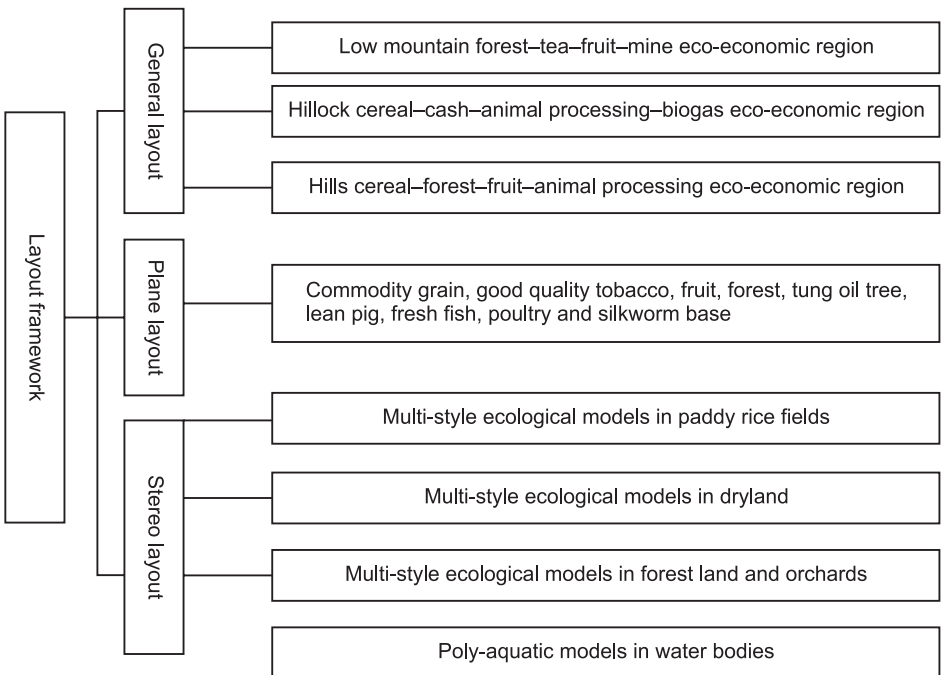 Layout framework
General layout
Low mountain forest–tea–fruit–mine eco-economic region
Hillock cereal–cash–animal processing–biogas eco-economic region
Hills cereal–forest–fruit–animal processing eco-economic region
Plane layout
Commodity grain, good quality tobacco, fruit, forest, tung oil tree,
lean pig, fresh fish, poultry and silkworm base
Stereo layout
Multi-style ecological models in paddy rice fields
Multi-style ecological models in dryland
Multi-style ecological models in forest land and orchards
Poly-aquatic models in water bodies